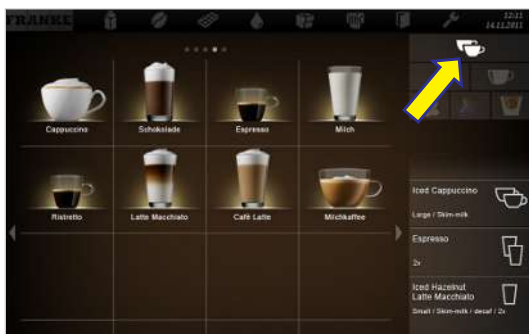 FRANKE
12:11
14.11.2011
Cappuccino
Schokolade
Espresso
Milch
Ristretto
Latte Macchiato
Café Latte
Milchkaffee
Iced Cappuccino
Large / Skim-milk
Espresso
2x
Iced Hazelnut
Latte Macchiato
Small / Skim-milk / decaf / 2x